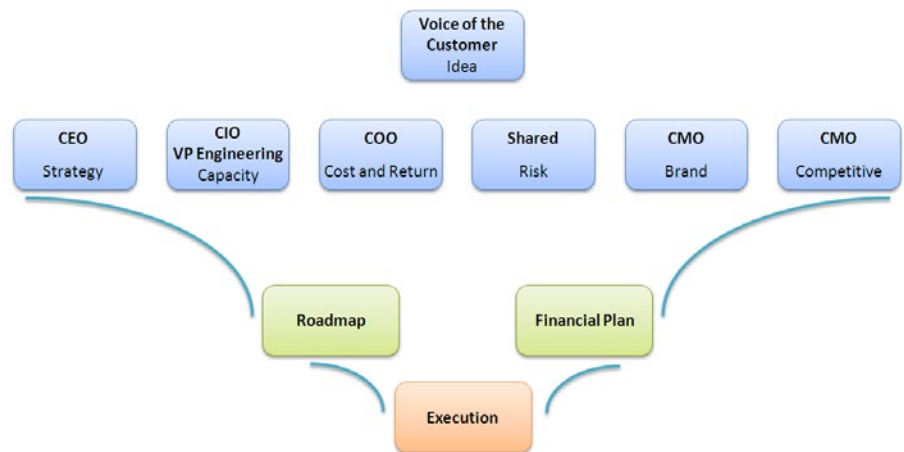 Voice of the
Customer
Idea
CEO
Strategy
CIO
VP Engineering
Capacity
COO
Cost and Return
Shared
Risk
CMO
Brand
CMO
Competitive
Roadmap
Financial Plan
Execution